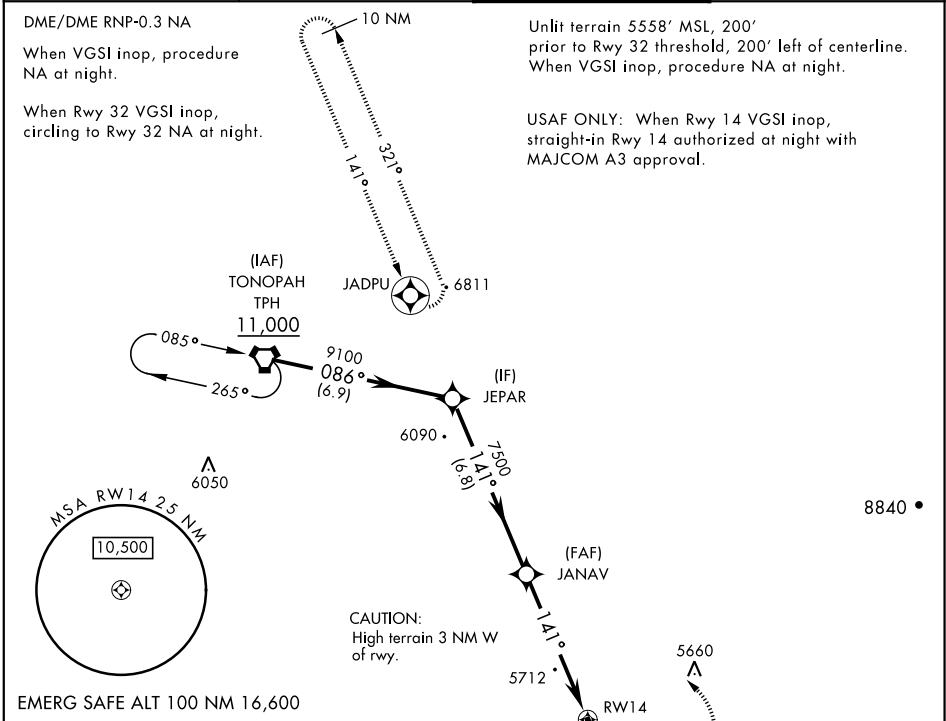 DME/DME RNP-0.3 NA
When VGSI inop, procedure
NA at night.
When Rwy 32 VGSI inop,
circling to Rwy 32 NA at night.
10 NM
Unlit terrain 5558' MSL, 200'
prior to Rwy 32 threshold, 200' left of centerline.
When VGSI inop, procedure NA at night.
USAF ONLY: When Rwy 14 VGSI inop,
straight-in Rwy 14 authorized at night with
MAJCOM A3 approval.
141°
321°
JADPU
6811
(IAF)
TONOPAH
TPH
11,000
085°
265°
9100
086°
(6.9)
(IF)
JEPAR
6090
7500
141°
(6.8)
6050
8840
MSA RW14 25 NM
10,500
(FAF)
JANAV
141°
CAUTION:
High terrain 3 NM W
of rwy.
5712
5660
RW14
EMERG SAFE ALT 100 NM 16,600